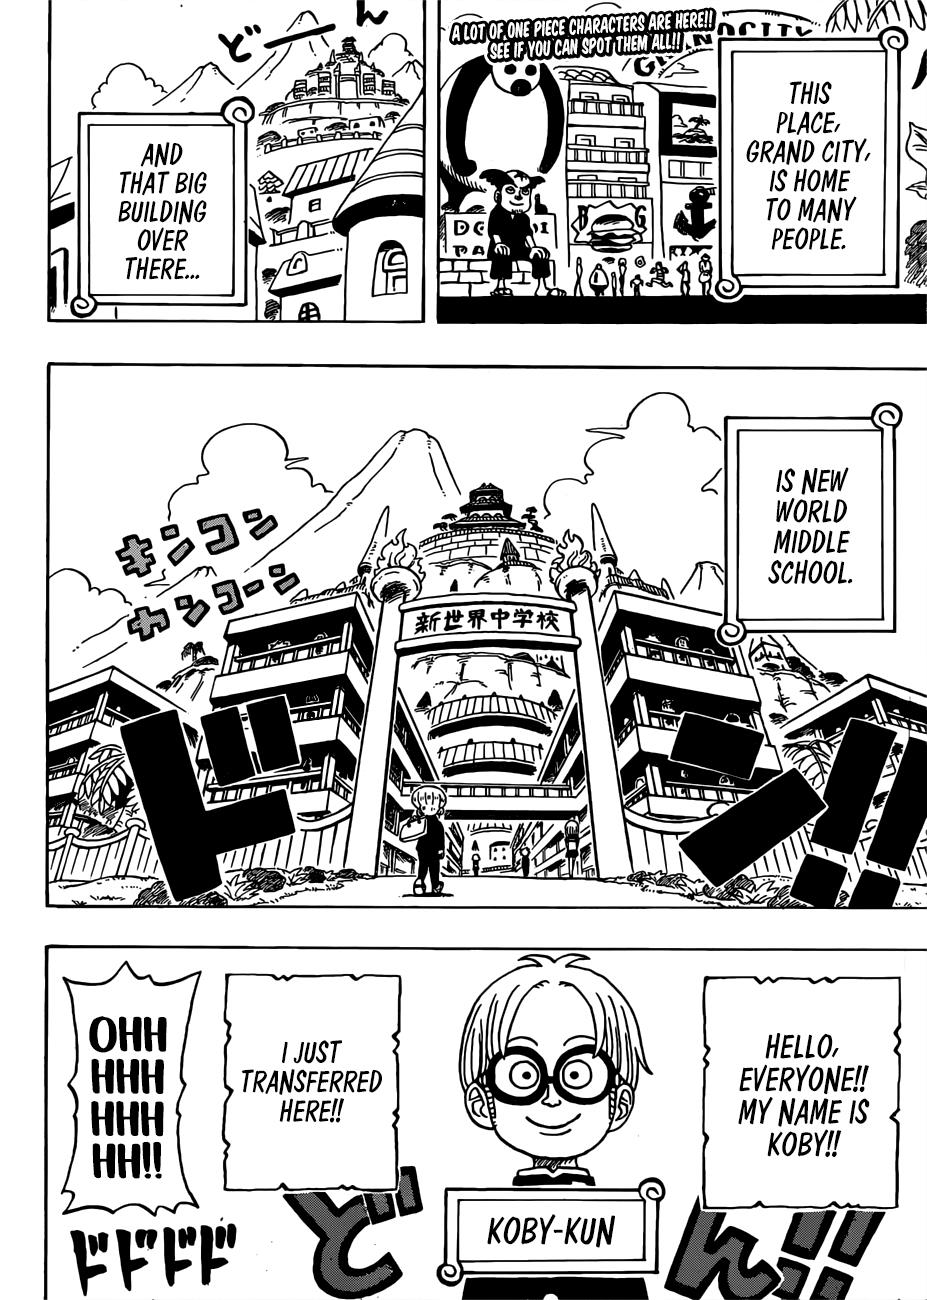 A LOT OF ONE PIECE CHARACTERS ARE HERE!!
SEE IF YOU CAN SPOT THEM ALL!!
THIS
PLACE,
GRAND CITY,
IS HOME
TO MANY
PEOPLE.
どーん
AND
THAT BIG
BUILDING
OVER
THERE...
IS NEW
WORLD
MIDDLE
SCHOOL.
キンコン
カンコーン
新世界中学校
ドン!!
HELLO,
EVERYONE!!
MY NAME IS
KOBY!!
I JUST
TRANSFERRED
HERE!!
OHH
HHH
HHH
HH!!
KOBY-KUN
どん!!
ドドドド